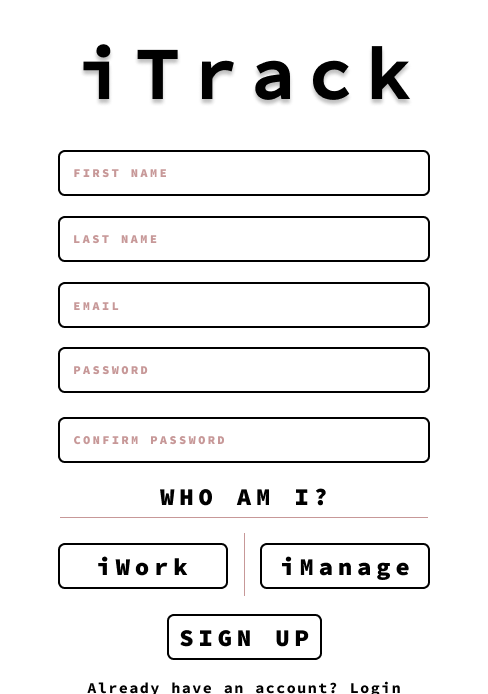 iTrack
FIRST NAME
LAST NAME
EMAIL
PASSWORD
CONFIRM PASSWORD
WHO AM I?
iWork iManage
SIGN UP
Already have an account? Login